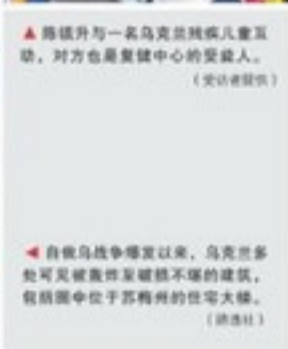 ▲ 陈镇升与一名乌克兰残疾儿童互
动，对方也是复健中心的受益人。
（受访者提供）
◀ 自俄乌战争爆发以来，乌克兰多
处可见被轰炸至破损不堪的建筑，
包括图中位于苏梅州的住宅大楼。
（路透社）